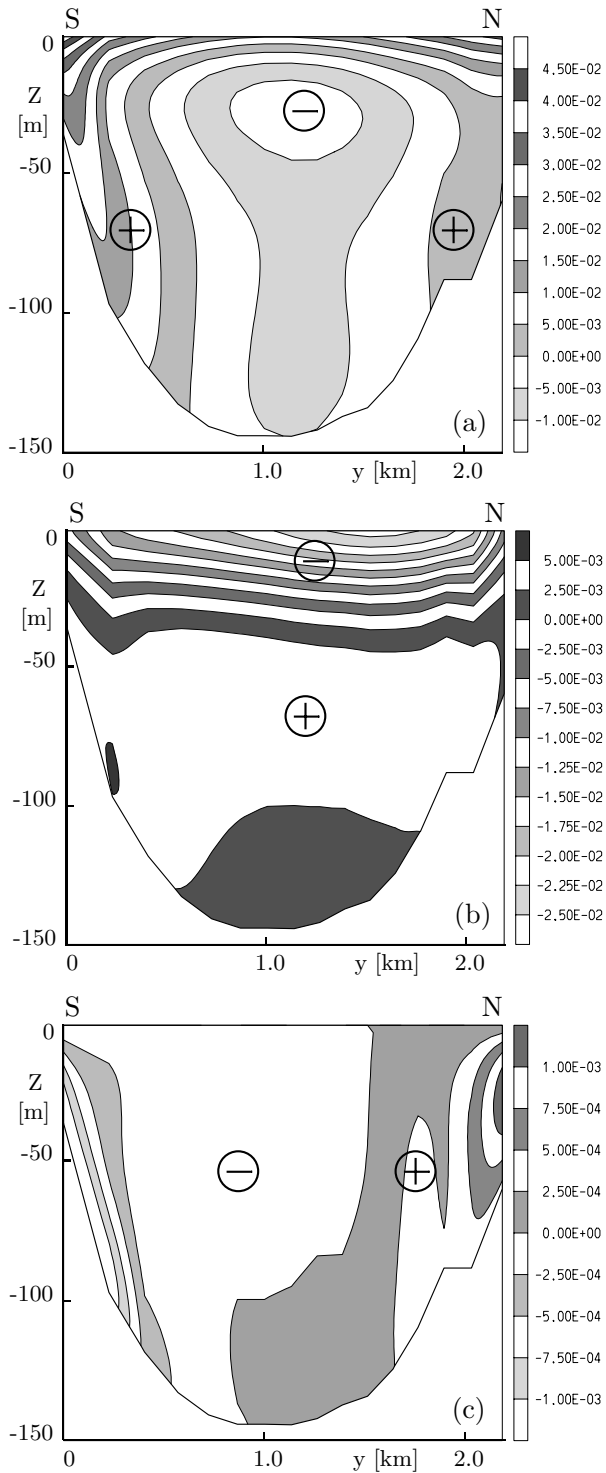 S N
0
Z
[m]
-50
-100
-150
0 1.0 y [km] 2.0
(a)
4.50E-02
4.00E-02
3.50E-02
3.00E-02
2.50E-02
2.00E-02
1.50E-02
1.00E-02
5.00E-03
0.00E+00
-5.00E-03
-1.00E-02
S N
0
Z
[m]
-50
-100
-150
0 1.0 y [km] 2.0
(b)
5.00E-03
2.50E-03
0.00E+00
-2.50E-03
-5.00E-03
-7.50E-03
-1.00E-02
-1.25E-02
-1.50E-02
-1.75E-02
-2.00E-02
-2.25E-02
-2.50E-02
S N
0
Z
[m]
-50
-100
-150
0 1.0 y [km] 2.0
(c)
1.00E-03
7.50E-04
5.00E-04
2.50E-04
0.00E+00
-2.50E-04
-5.00E-04
-7.50E-04
-1.00E-03